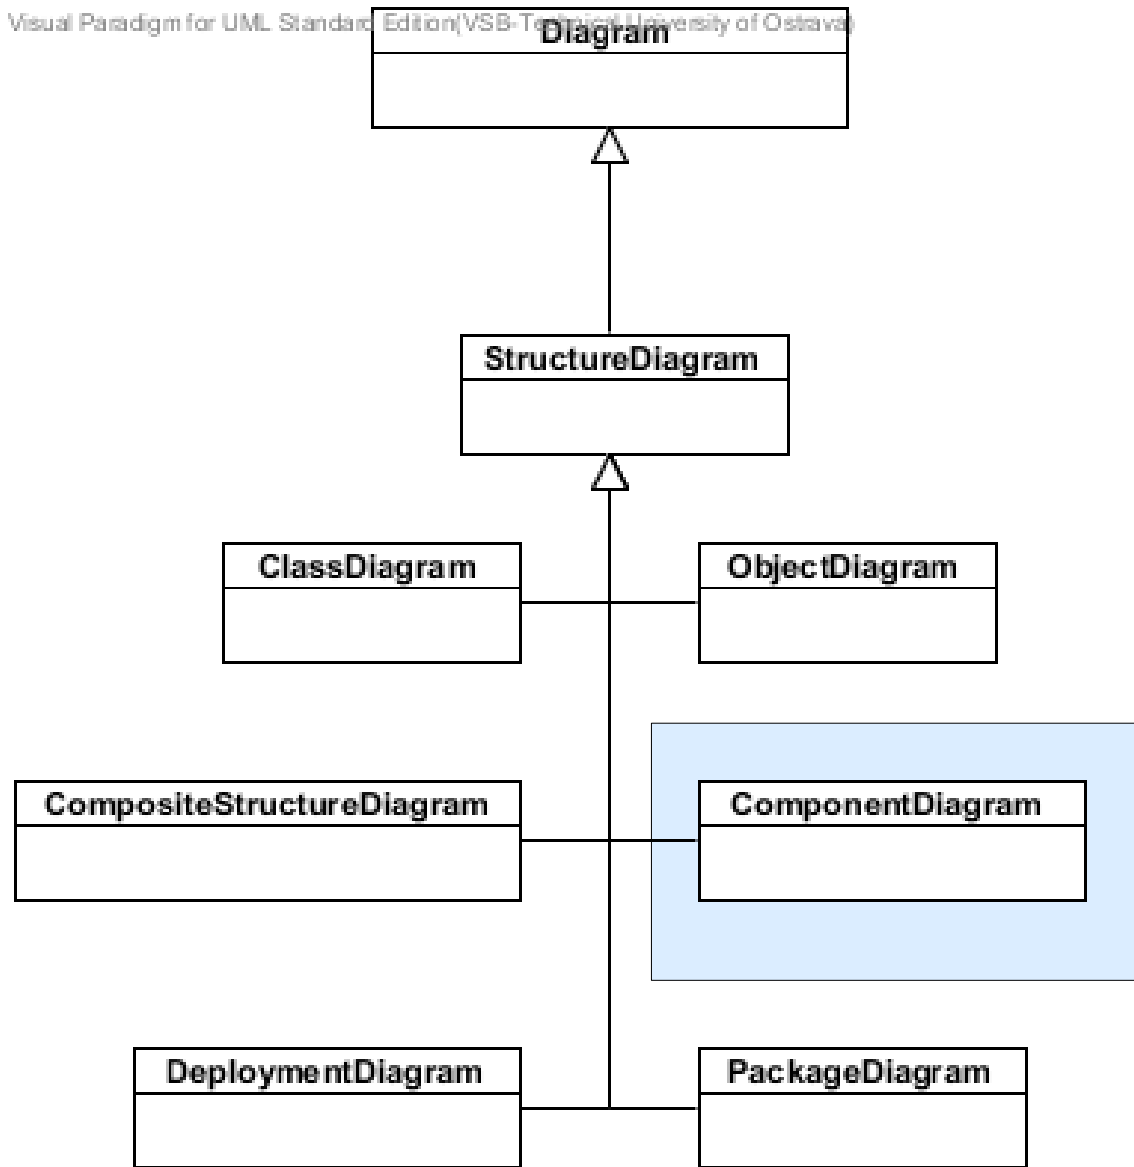 Visual Paradigm for UML Standard Edition(VSB-Technical University of Ostrava)
Diagram
StructureDiagram
ClassDiagram
ObjectDiagram
CompositeStructureDiagram
ComponentDiagram
DeploymentDiagram
PackageDiagram